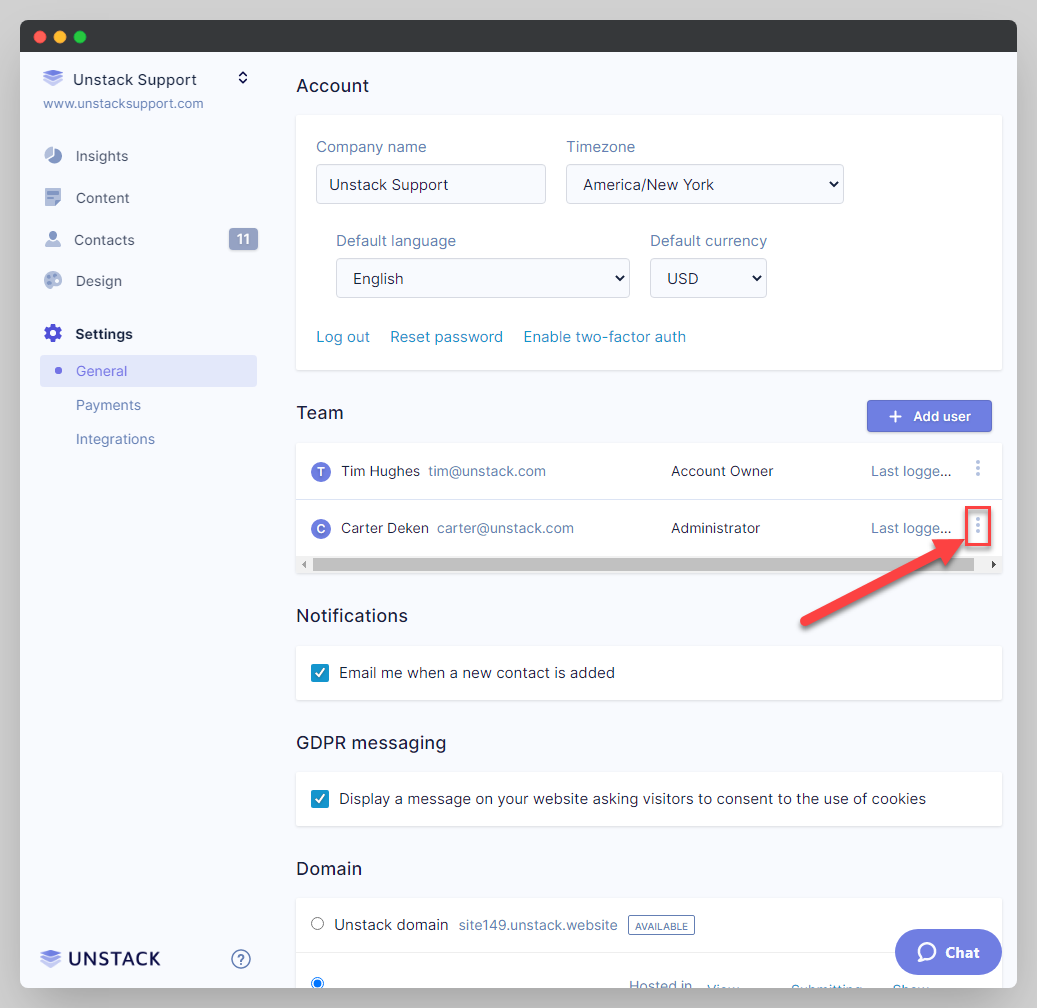 Unstack Support
www.unstacksupport.com
Insights
Content
Contacts 11
Design
Settings
General
Payments
Integrations
UNSTACK ?
Account
Company name Timezone
Unstack Support America/New York
Default language Default currency
English USD
Log out Reset password Enable two-factor auth
Team + Add user
T Tim Hughes tim@unstack.com Account Owner Last logge...
C Carter Deken carter@unstack.com Administrator Last logge...
Notifications
Email me when a new contact is added
GDPR messaging
Display a message on your website asking visitors to consent to the use of cookies
Domain
Unstack domain site149.unstack.website AVAILABLE
Hosted in View Submitting Show
Chat